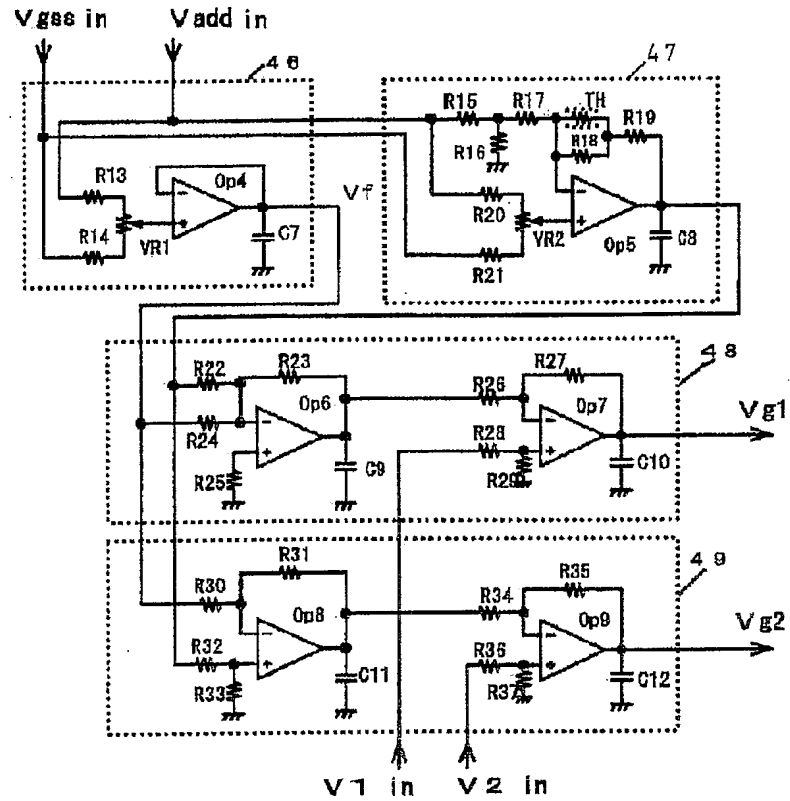 Vgss in
Vadd in
46
47
R15
R17
TH
R19
R13
Op4
R16
R18
Vf
R14
VR1
C7
R20
VR2
Op5
C8
R21
48
R22
R23
R26
R27
Op6
Op7
Vg1
R24
R28
R25
C9
R29
C10
49
R30
R31
R34
R35
Op8
Op9
Vg2
R32
R36
R33
C11
R37
C12
V1 in
V2 in